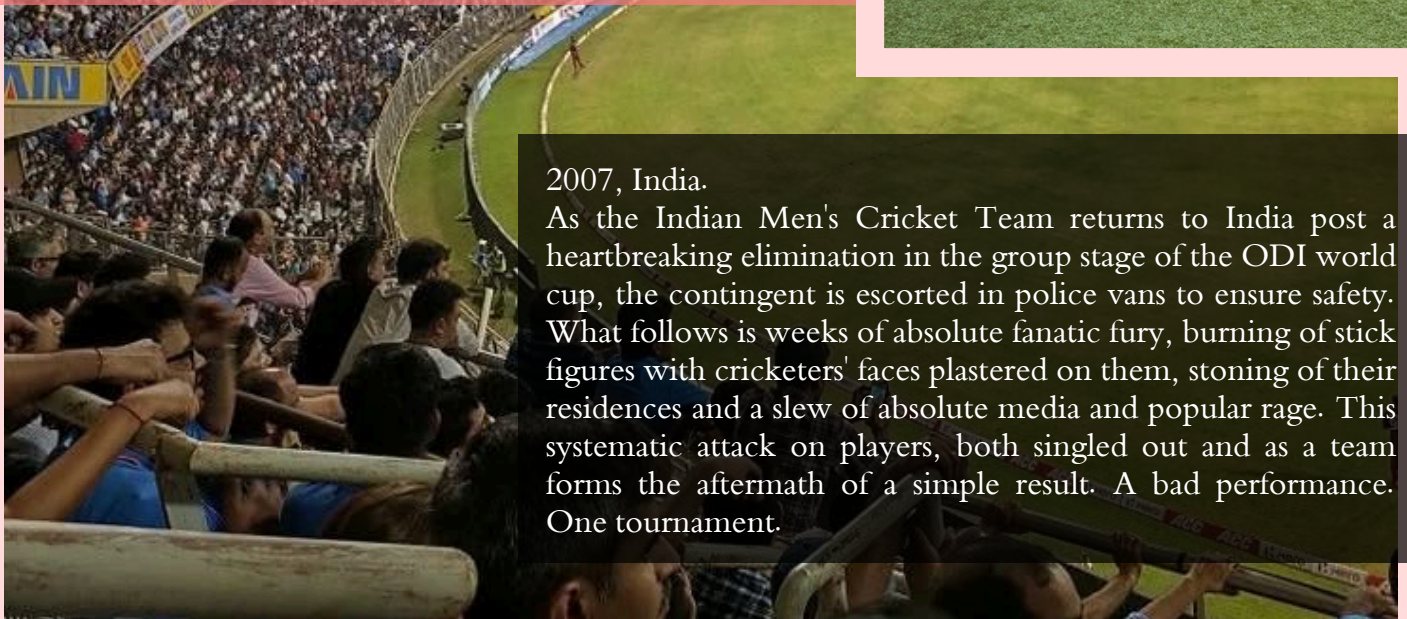 AIN
2007, India.
As the Indian Men's Cricket Team returns to India post a
heartbreaking elimination in the group stage of the ODI world
cup, the contingent is escorted in police vans to ensure safety.
What follows is weeks of absolute fanatic fury, burning of stick
figures with cricketers' faces plastered on them, stoning of their
residences and a slew of absolute media and popular rage. This
systematic attack on players, both singled out and as a team
forms the aftermath of a simple result. A bad performance.
One tournament.
ACC
ACC